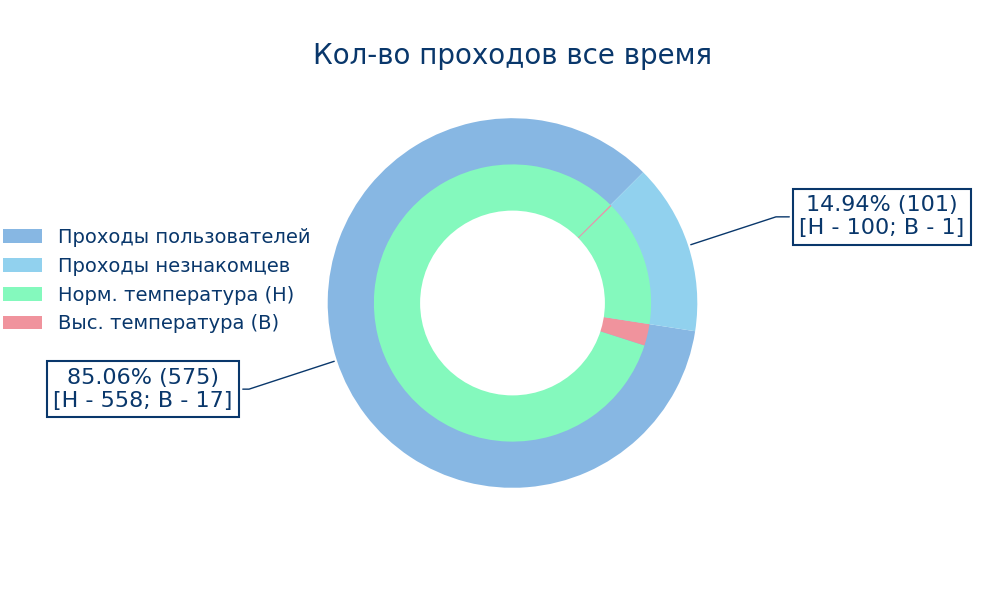 Кол-во проходов все время
14.94% (101)
[Н - 100; В - 1]
Проходы пользователей
Проходы незнакомцев
Норм. температура (Н)
Выс. температура (В)
85.06% (575)
[Н - 558; В - 17]